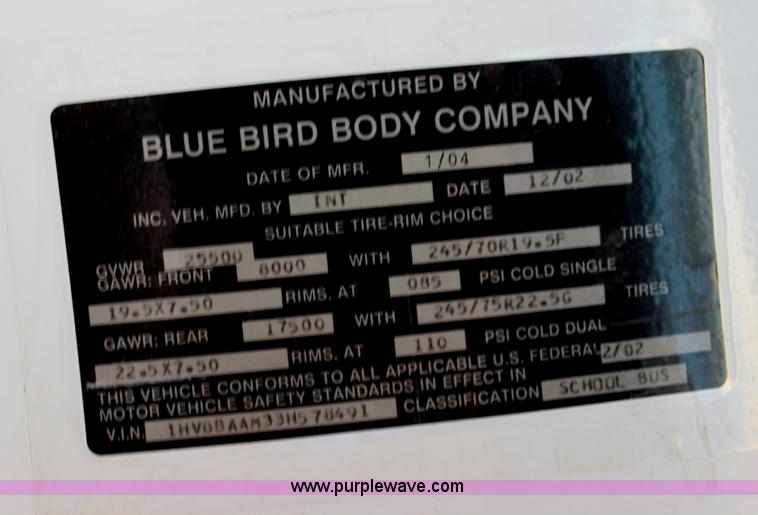 MANUFACTURED BY
BLUE BIRD BODY COMPANY
DATE OF MFR. 1/04
INC. VEH. MFD. BY INT DATE 12/02
SUITABLE TIRE-RIM CHOICE
GVWR 25500
GAWR: FRONT 8000 WITH 245/70R19.5F TIRES
19.5X7.50 RIMS, AT 085 PSI COLD SINGLE
GAWR: REAR 17500 WITH 245/75R22.5G TIRES
22.5X7.50 RIMS, AT 110 PSI COLD DUAL
THIS VEHICLE CONFORMS TO ALL APPLICABLE U.S. FEDERAL 2/02
MOTOR VEHICLE SAFETY STANDARDS IN EFFECT IN
V.I.N. 1HVBBAAM33H578491 CLASSIFICATION SCHOOL BUS
www.purplewave.com